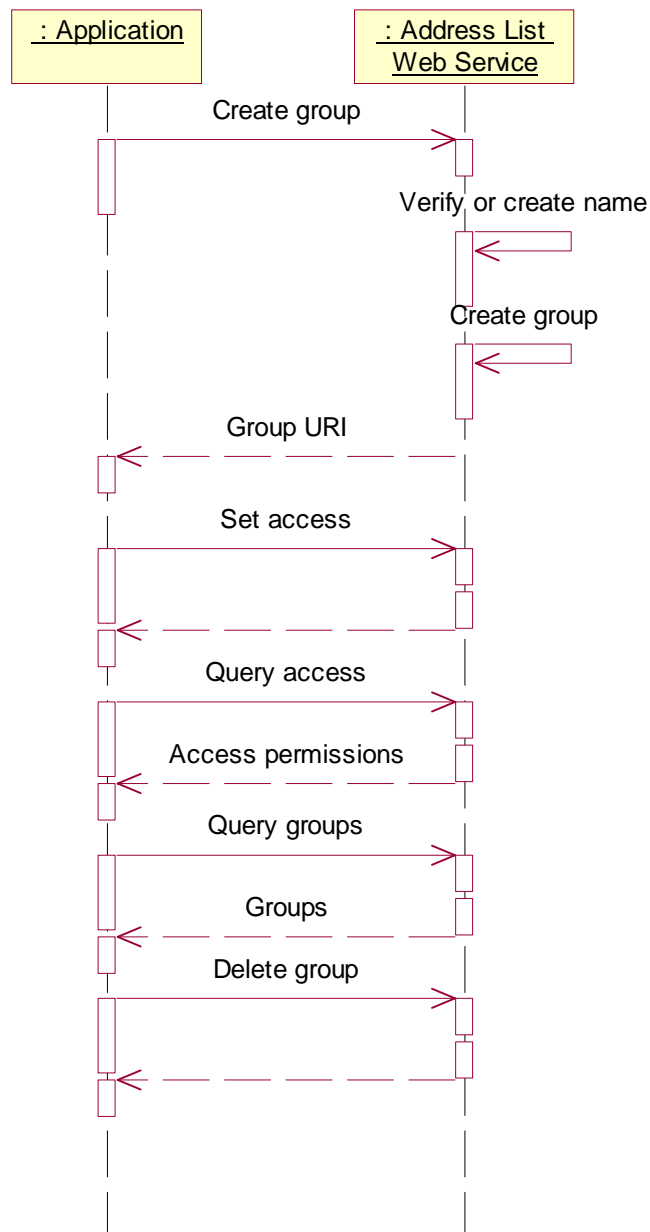 : Application
: Address List
Web Service
Create group
Verify or create name
Create group
Group URI
Set access
Query access
Access permissions
Query groups
Groups
Delete group